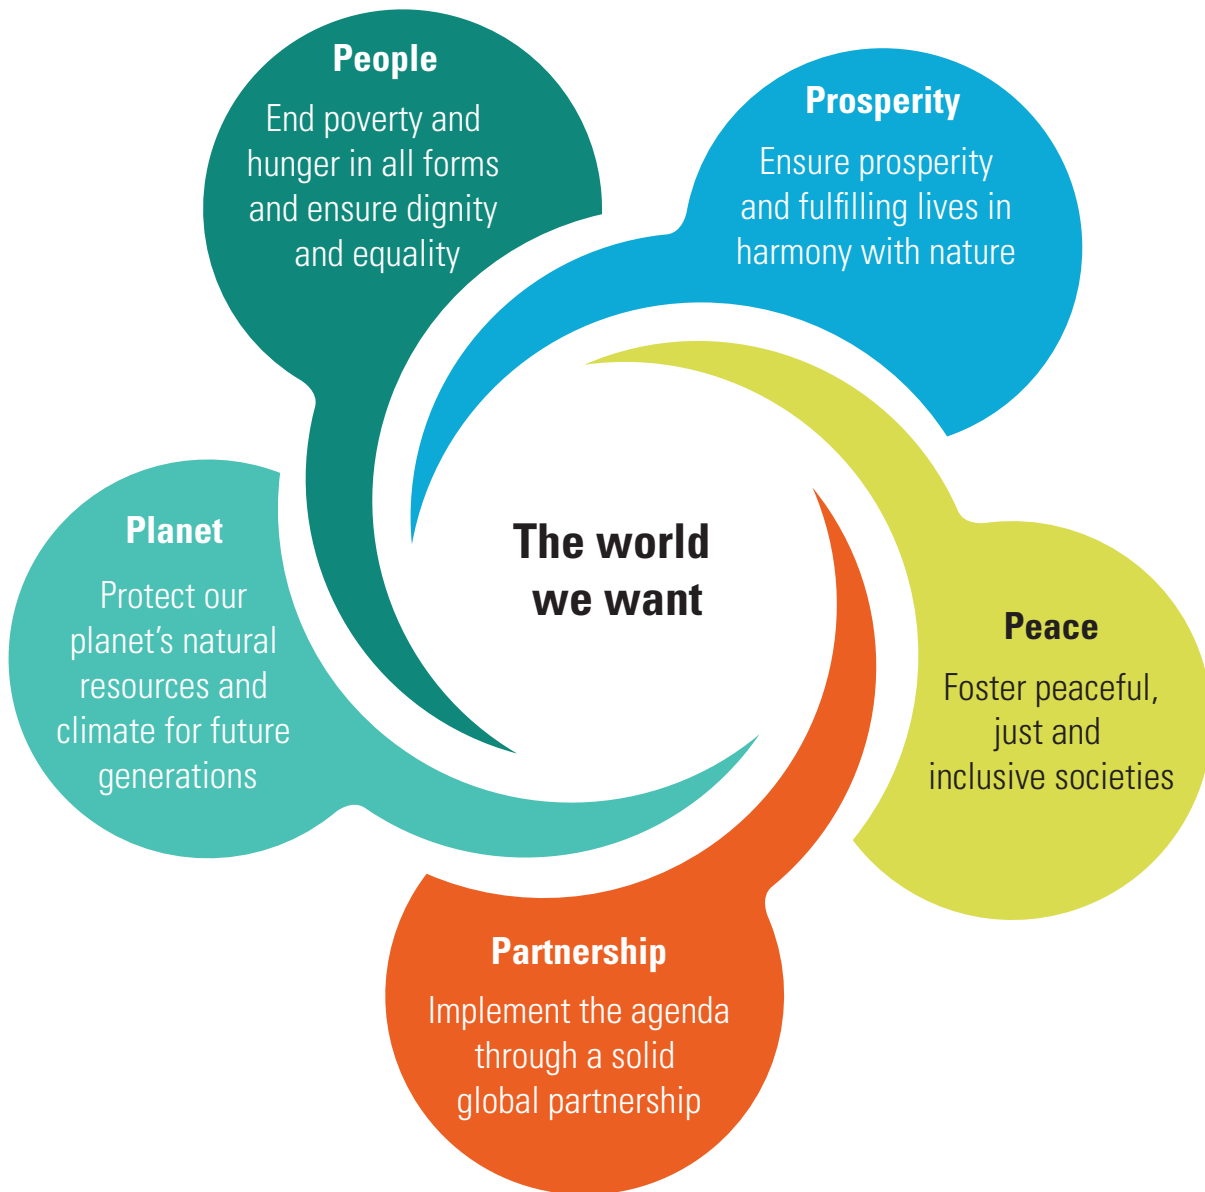 People
End poverty and
hunger in all forms
and ensure dignity
and equality
Prosperity
Ensure prosperity
and fulfilling lives in
harmony with nature
Planet
Protect our
planet’s natural
resources and
climate for future
generations
The world
we want
Peace
Foster peaceful,
just and
inclusive societies
Partnership
Implement the agenda
through a solid
global partnership